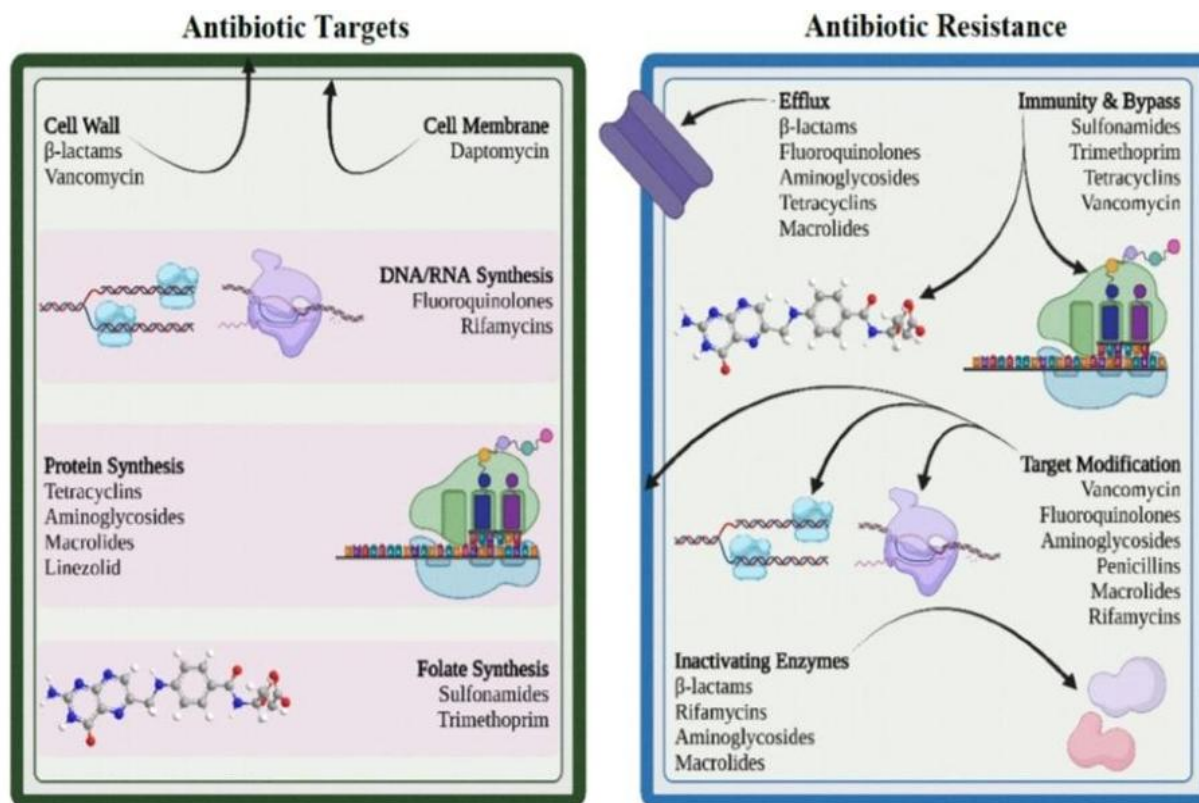 Antibiotic Targets
Cell Wall
β-lactams
Vancomycin
Cell Membrane
Daptomycin
DNA/RNA Synthesis
Fluoroquinolones
Rifamycins
Protein Synthesis
Tetracyclins
Aminoglycosides
Macrolides
Linezolid
Folate Synthesis
Sulfonamides
Trimethoprim
Antibiotic Resistance
Efflux
β-lactams
Fluoroquinolones
Aminoglycosides
Tetracyclins
Macrolides
Immunity & Bypass
Sulfonamides
Trimethoprim
Tetracyclins
Vancomycin
Target Modification
Vancomycin
Fluoroquinolones
Aminoglycosides
Penicillins
Macrolides
Rifamycins
Inactivating Enzymes
β-lactams
Rifamycins
Aminoglycosides
Macrolides